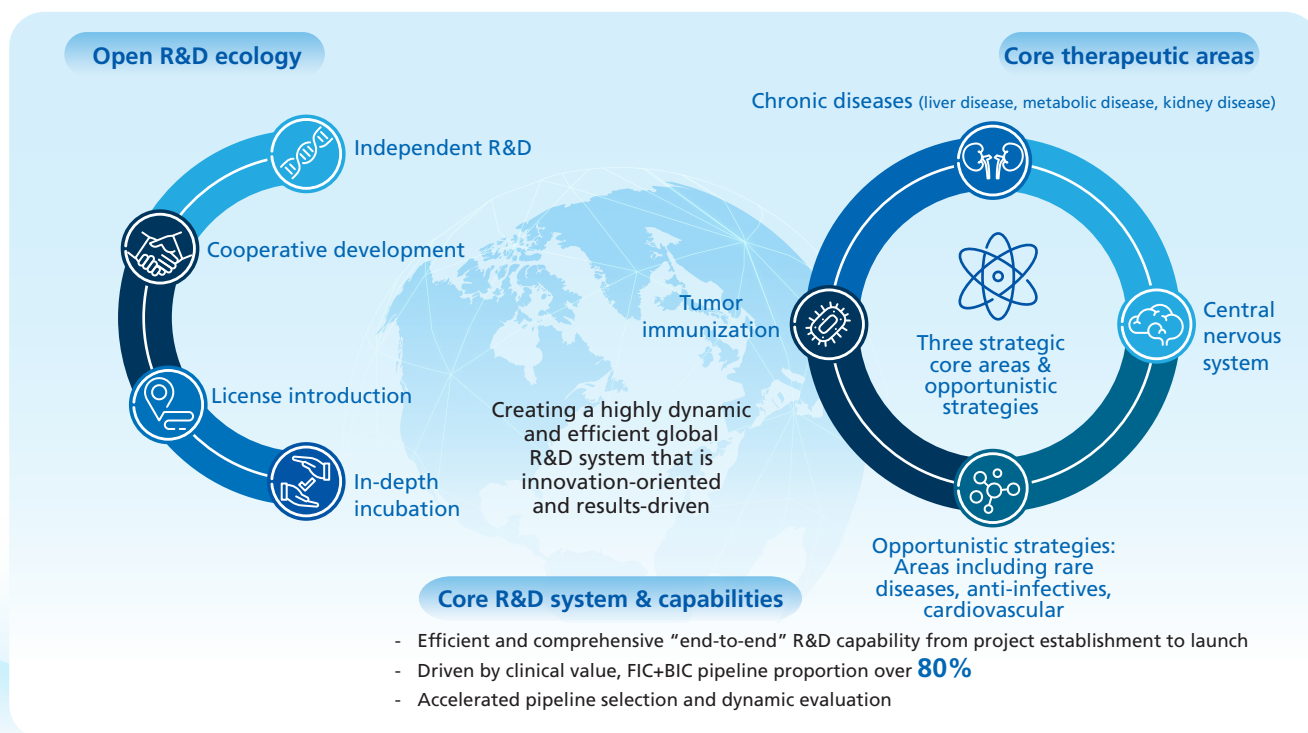 Open R&D ecology
Independent R&D
Cooperative development
License introduction
In-depth
incubation
Creating a highly dynamic
and efficient global
R&D system that is
innovation-oriented
and results-driven
Core therapeutic areas
Chronic diseases (liver disease, metabolic disease, kidney disease)
Tumor
immunization
Three strategic
core areas &
opportunistic
strategies
Central
nervous
system
Opportunistic strategies:
Areas including rare
diseases, anti-infectives,
cardiovascular
Core R&D system & capabilities
- Efficient and comprehensive “end-to-end” R&D capability from project establishment to launch
- Driven by clinical value, FIC+BIC pipeline proportion over 80%
- Accelerated pipeline selection and dynamic evaluation